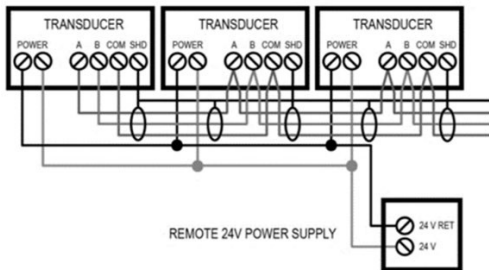 TRANSDUCER TRANSDUCER TRANSDUCER
POWER A B COM SHD POWER A B COM SHD POWER A B COM SHD
24 V RET
REMOTE 24V POWER SUPPLY
24 V